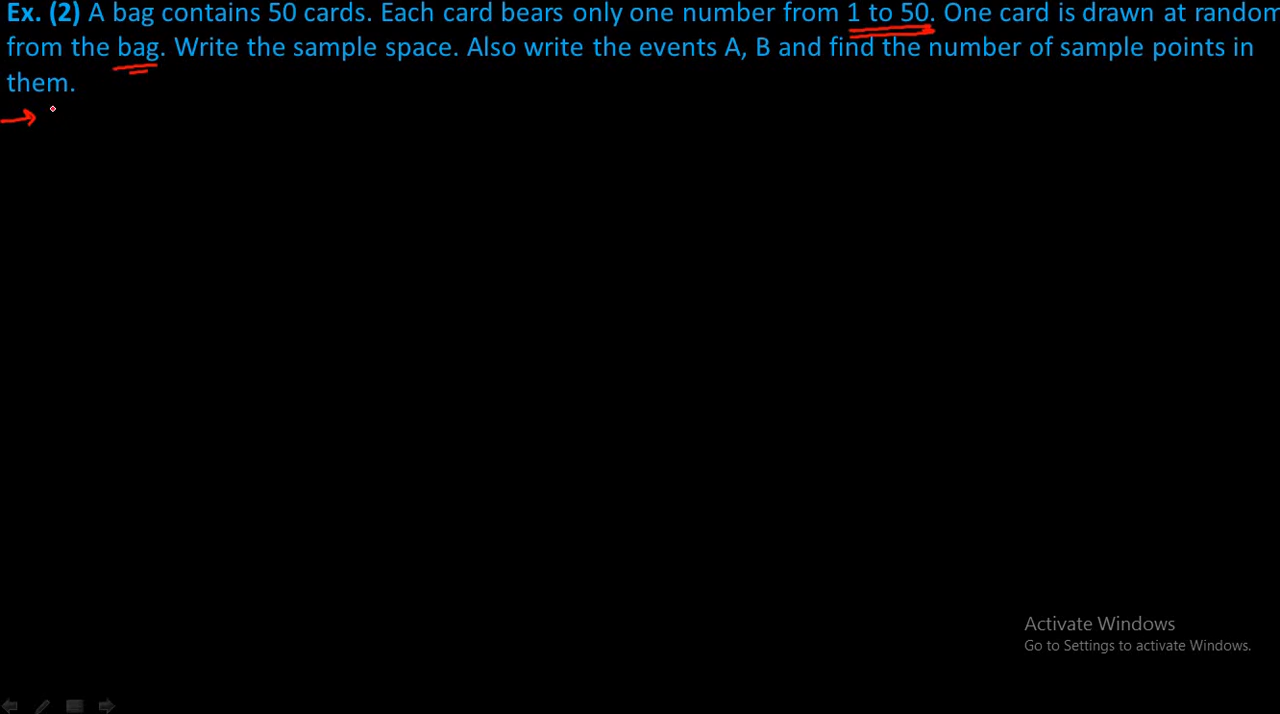 Ex. (2) A bag contains 50 cards. Each card bears only one number from 1 to 50. One card is drawn at random
from the bag. Write the sample space. Also write the events A, B and find the number of sample points in
them.
Activate Windows
Go to Settings to activate Windows.